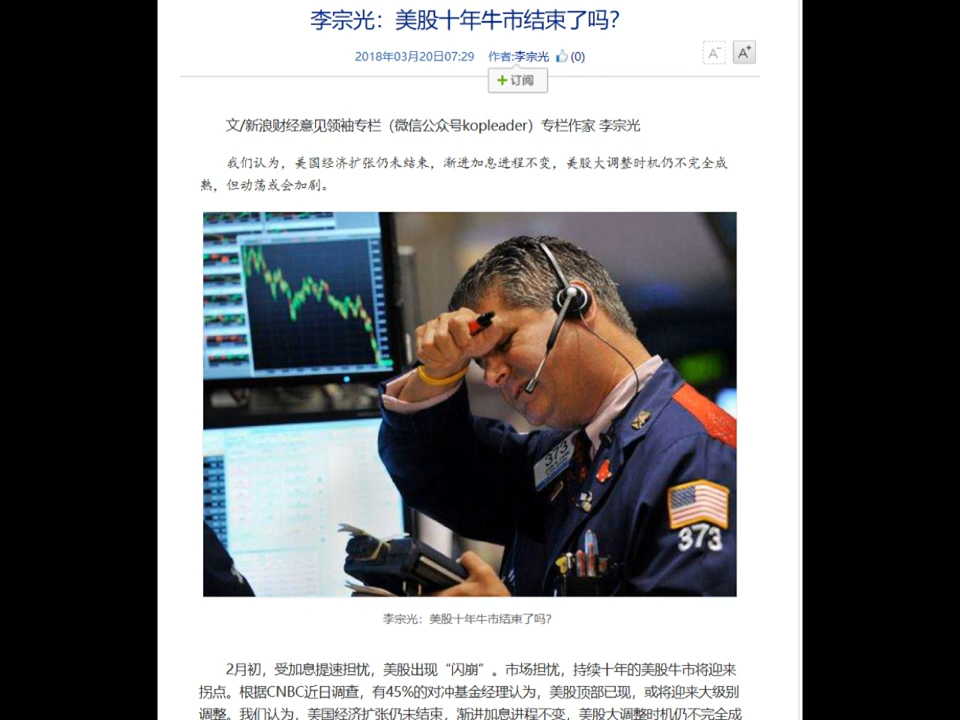 李宗光：美股十年牛市结束了吗？
2018年03月20日07:29 作者:李宗光 (0)
A- A+
+订阅
文/新浪财经意见领袖专栏（微信公众号kopleader）专栏作家 李宗光
我们认为，美国经济扩张仍未结束，渐进加息进程不变，美股大调整时机仍不完全成
熟，但动荡或会加剧。
373
373
李宗光：美股十年牛市结束了吗？
2月初，受加息提速担忧，美股出现“闪崩”。市场担忧，持续十年的美股牛市将迎来
拐点。根据CNBC近日调查，有45%的对冲基金经理认为，美股顶部已现，或将迎来大级别
调整。我们认为，美国经济扩张仍未结束，渐进加息进程不变，美股大调整时机仍不完全成